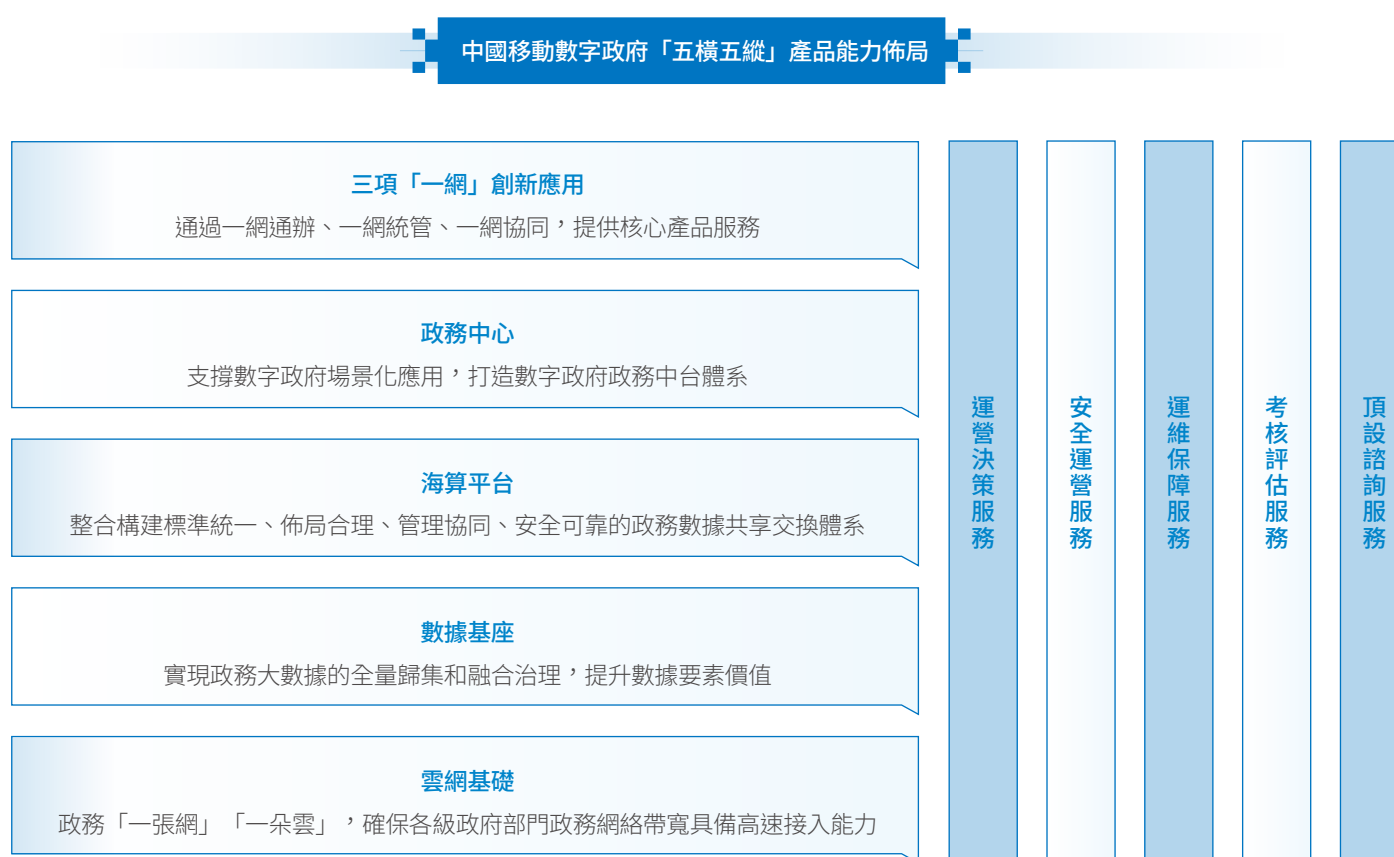 中國移動數字政府「五橫五縱」產品能力佈局
三項「一網」創新應用
通過一網通辦、一網統管、一網協同，提供核心產品服務
政務中心
支撐數字政府場景化應用，打造數字政府政務中台體系
海算平台
整合構建標準統一、佈局合理、管理協同、安全可靠的政務數據共享交換體系
數據基座
實現政務大數據的全量歸集和融合治理，提升數據要素價值
雲網基礎
政務「一張網」「一朵雲」，確保各級政府部門政務網絡帶寬具備高速接入能力
運營決策服務
安全運營服務
運維保障服務
考核評估服務
頂設諮詢服務